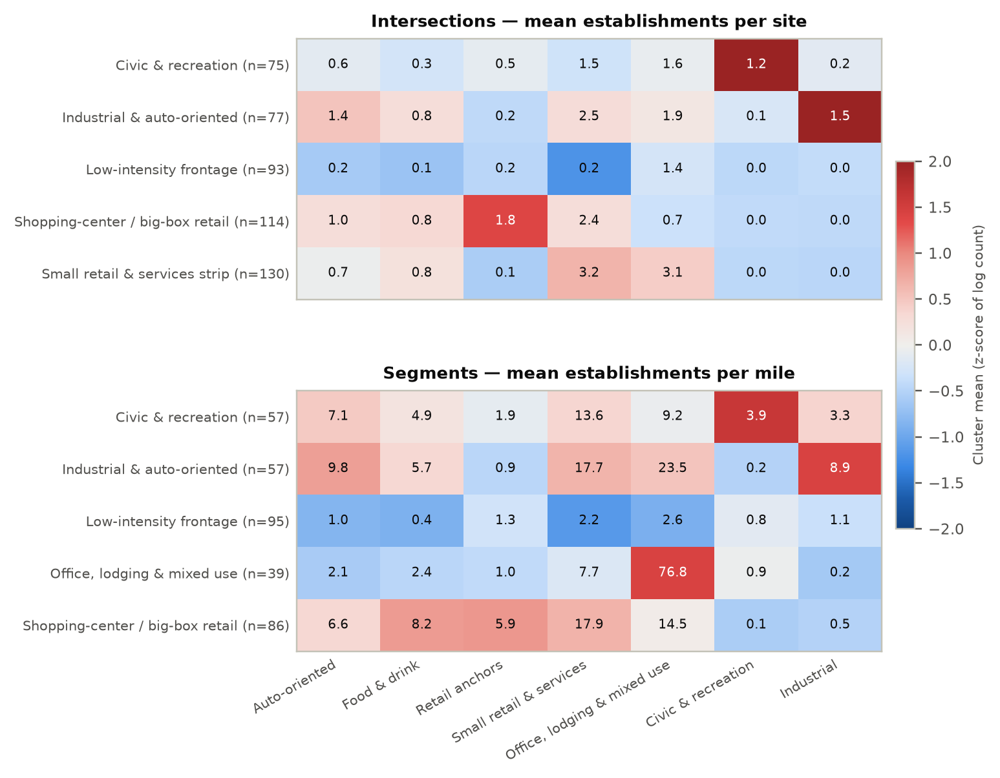 Intersections — mean establishments per site
Civic & recreation (n=75) 0.6 0.3 0.5 1.5 1.6 1.2 0.2
Industrial & auto-oriented (n=77) 1.4 0.8 0.2 2.5 1.9 0.1 1.5
Low-intensity frontage (n=93) 0.2 0.1 0.2 0.2 1.4 0.0 0.0
Shopping-center / big-box retail (n=114) 1.0 0.8 1.8 2.4 0.7 0.0 0.0
Small retail & services strip (n=130) 0.7 0.8 0.1 3.2 3.1 0.0 0.0
Segments — mean establishments per mile
Civic & recreation (n=57) 7.1 4.9 1.9 13.6 9.2 3.9 3.3
Industrial & auto-oriented (n=57) 9.8 5.7 0.9 17.7 23.5 0.2 8.9
Low-intensity frontage (n=95) 1.0 0.4 1.3 2.2 2.6 0.8 1.1
Office, lodging & mixed use (n=39) 2.1 2.4 1.0 7.7 76.8 0.9 0.2
Shopping-center / big-box retail (n=86) 6.6 8.2 5.9 17.9 14.5 0.1 0.5
Auto-oriented
Food & drink
Retail anchors
Small retail & services
Office, lodging & mixed use
Civic & recreation
Industrial
2.0
1.5
1.0
0.5
0.0
−0.5
−1.0
−1.5
−2.0
Cluster mean (z-score of log count)